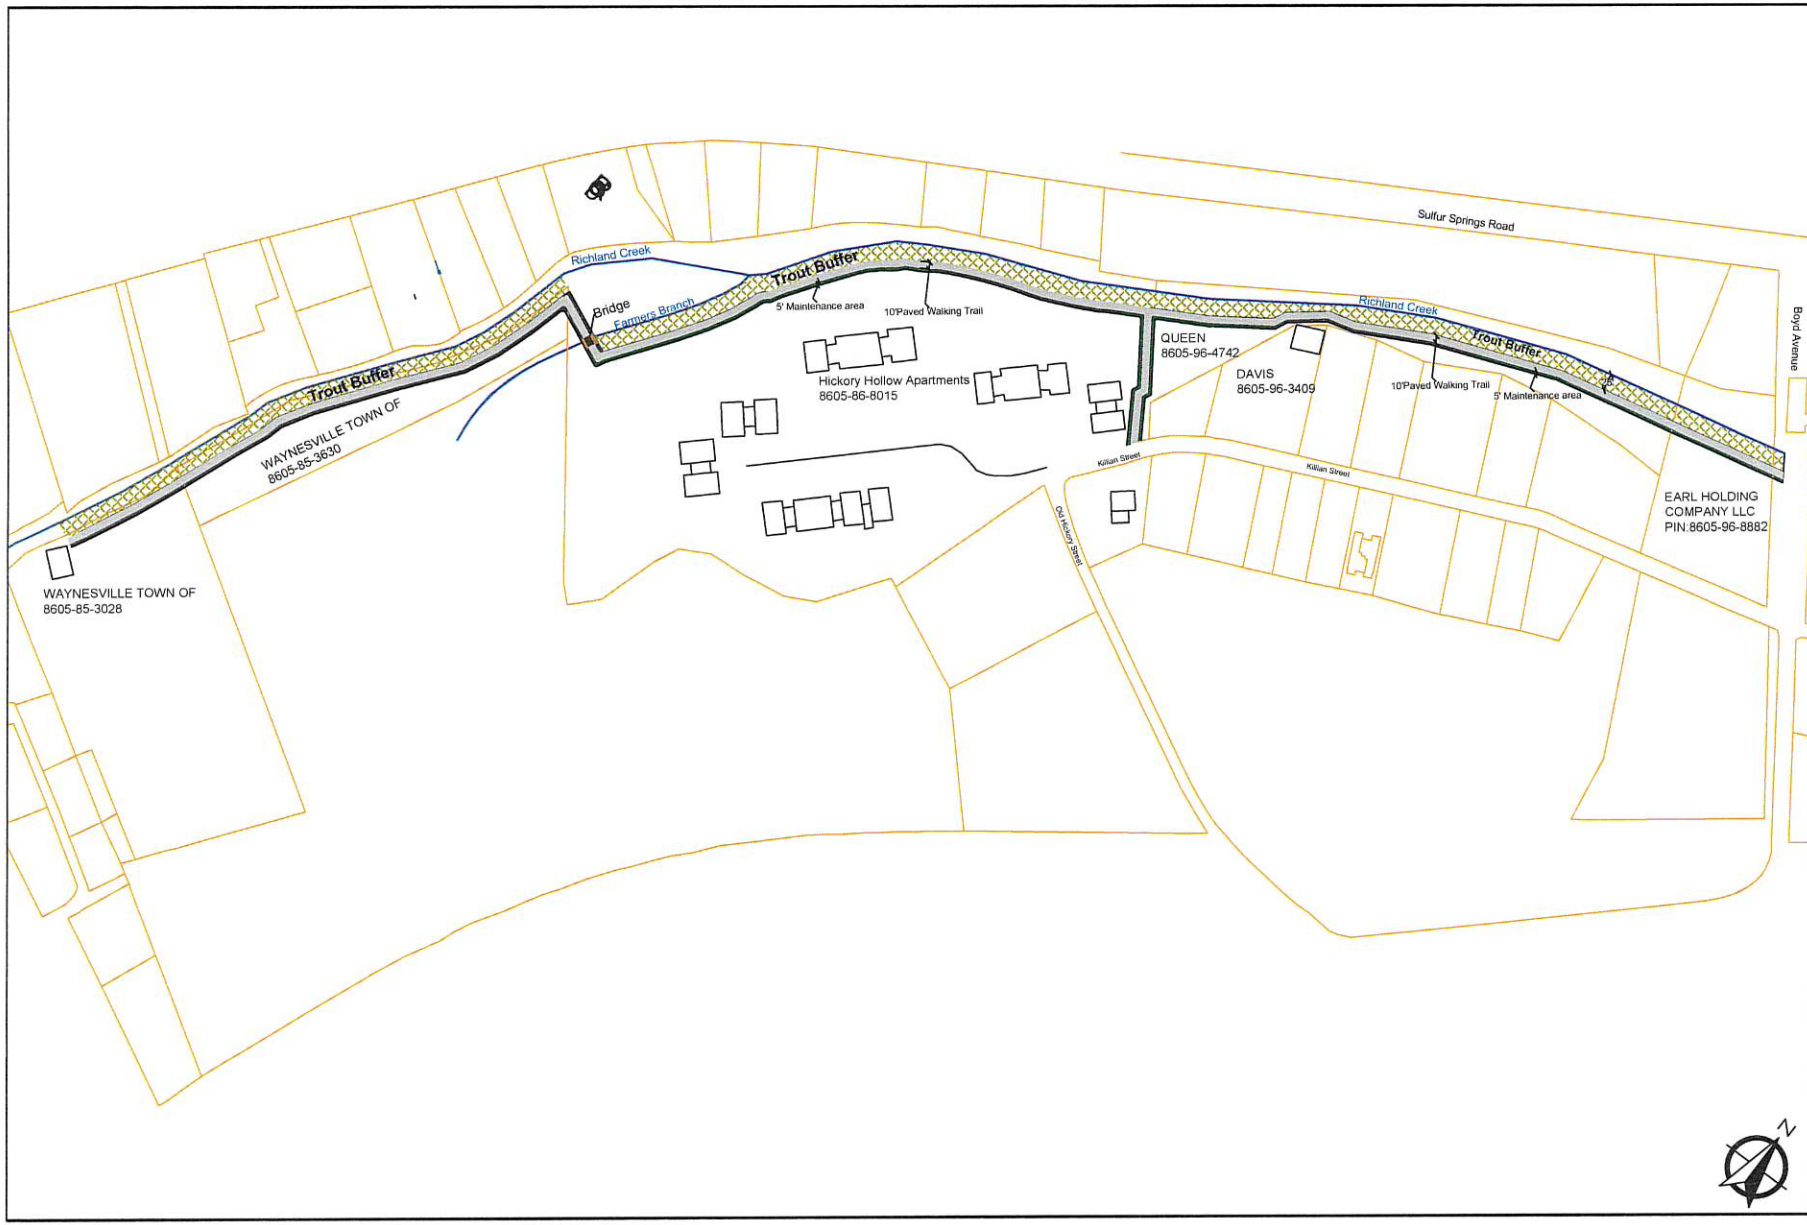 Sulfur Springs Road
Richland Creek
Trout Buffer
Bridge
Farmers Branch
5' Maintenance area
10'Paved Walking Trail
Richland Creek
Boyd Avenue
Trout Buffer
QUEEN
8605-96-4742
DAVIS
8605-96-3409
10'Paved Walking Trail
5' Maintenance area
Hickory Hollow Apartments
8605-86-8015
Trout Buffer
WAYNESVILLE TOWN OF
8605-85-3630
Killian Street
Killian Street
Old Hickory Street
EARL HOLDING
COMPANY LLC
PIN:8605-96-8882
WAYNESVILLE TOWN OF
8605-85-3028
N